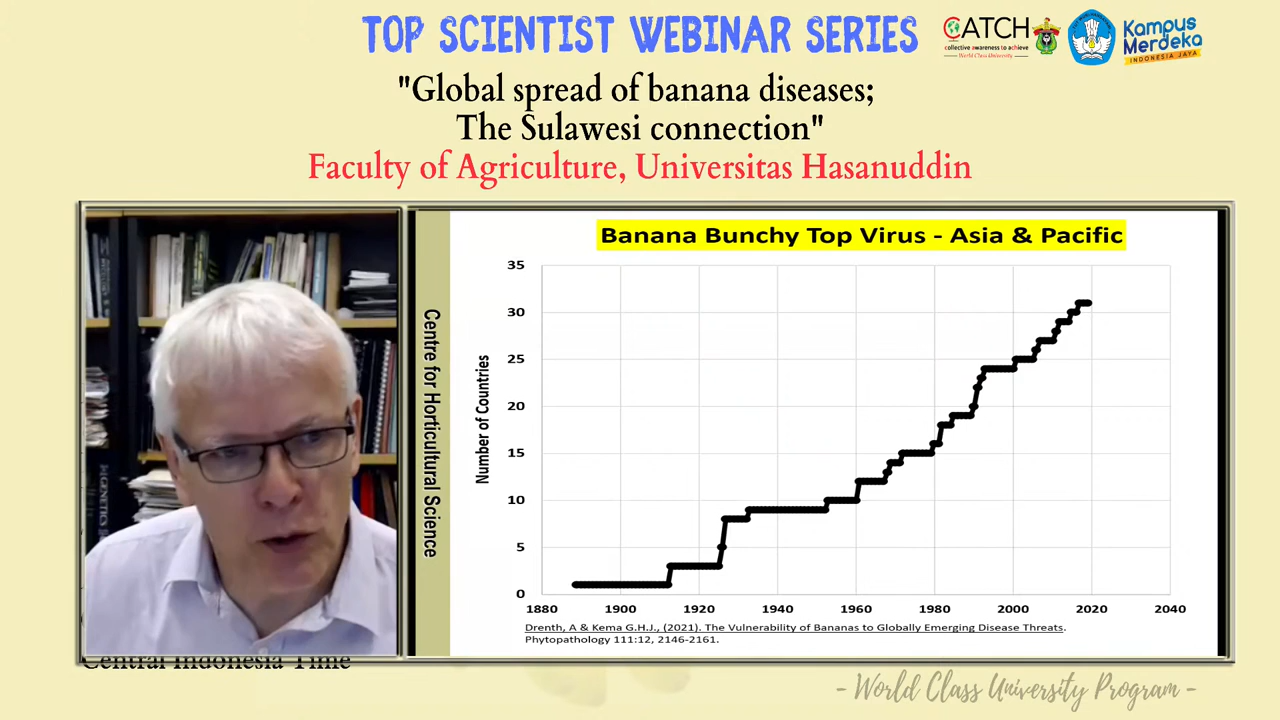 TOP SCIENTIST WEBINAR SERIES
CATCH
collective awareness to achieve
World Class University
Kampus
Merdeka
INDONESIA JAYA
"Global spread of banana diseases;
The Sulawesi connection"
Faculty of Agriculture, Universitas Hasanuddin
GENETICS
Centre for Horticultural Science
Banana Bunchy Top Virus - Asia & Pacific
Number of Countries
35
30
25
20
15
10
5
0
1880 1900 1920 1940 1960 1980 2000 2020 2040
Drenth, A & Kema G.H.J., (2021). The Vulnerability of Bananas to Globally Emerging Disease Threats.
Phytopathology 111:12, 2146-2161.
Central Indonesia Time
- World Class University Program -